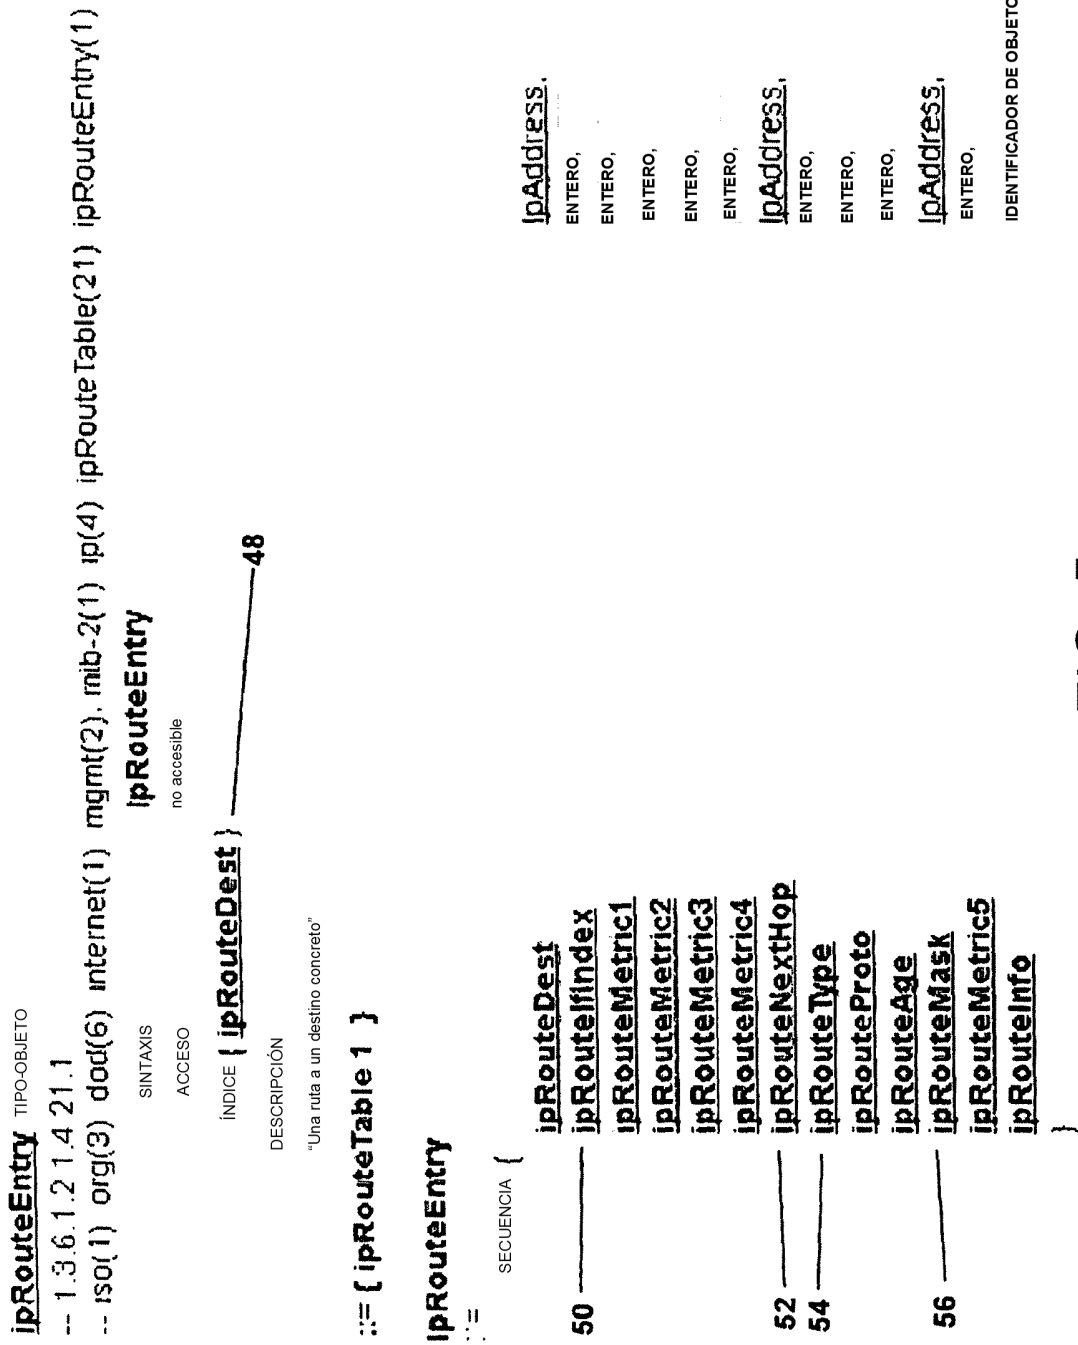 ipRouteEntry TIPO-OBJETO
-- 1.3.6.1.2.1.4.21.1
-- iso(1) org(3) dod(6) internet(1) mgmt(2). mib-2(1) ip(4) ipRouteTable(21) ipRouteEntry(1)
SINTAXIS IpRouteEntry
ACCESO no accesible
ÍNDICE { ipRouteDest } 48
DESCRIPCIÓN
"Una ruta a un destino concreto"
::= { ipRouteTable 1 }
IpRouteEntry
::=
SECUENCIA {
ipRouteDest IpAddress,
50 ipRouteIfIndex ENTERO,
ipRouteMetric1 ENTERO,
ipRouteMetric2 ENTERO,
ipRouteMetric3 ENTERO,
ipRouteMetric4 ENTERO,
52 ipRouteNextHop IpAddress,
54 ipRouteType ENTERO,
ipRouteProto ENTERO,
ipRouteAge ENTERO,
56 ipRouteMask IpAddress,
ipRouteMetric5 ENTERO,
ipRouteInfo IDENTIFICADOR DE OBJETO
}